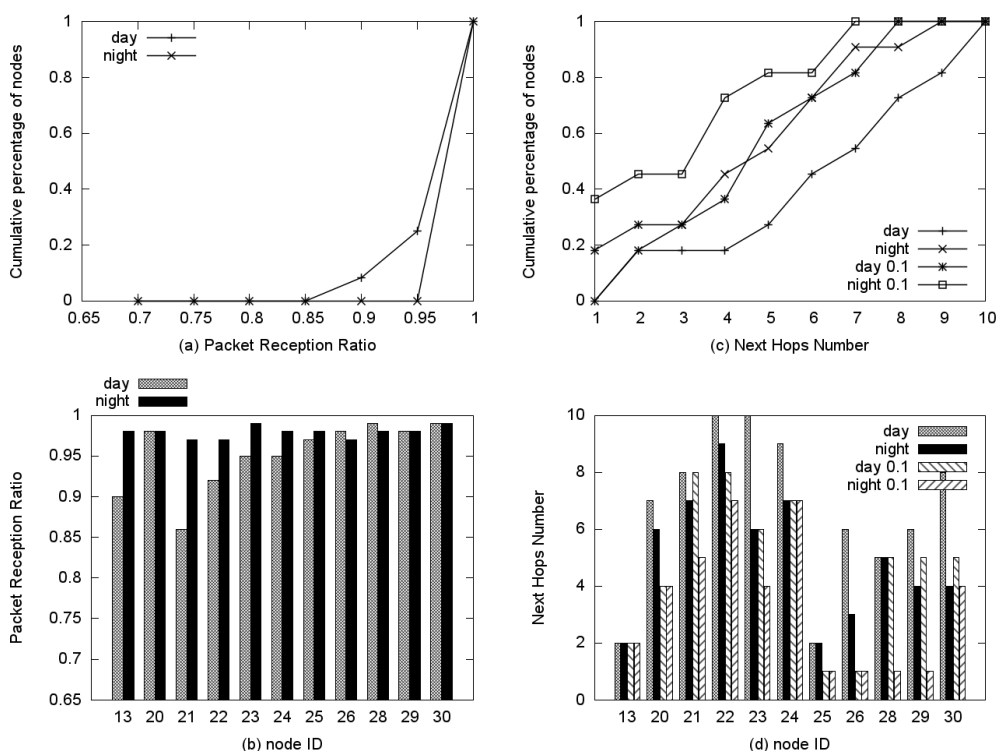 Cumulative percentage of nodes
1
0.8
0.6
0.4
0.2
0
0.65 0.7 0.75 0.8 0.85 0.9 0.95 1
day
night
(a) Packet Reception Ratio
Cumulative percentage of nodes
1
0.8
0.6
0.4
0.2
0
1 2 3 4 5 6 7 8 9 10
day
night
day 0.1
night 0.1
(c) Next Hops Number
day
night
Packet Reception Ratio
1
0.95
0.9
0.85
0.8
0.75
0.7
0.65
13 20 21 22 23 24 25 26 28 29 30
(b) node ID
Next Hops Number
10
8
6
4
2
0
day
night
day 0.1
night 0.1
13 20 21 22 23 24 25 26 28 29 30
(d) node ID